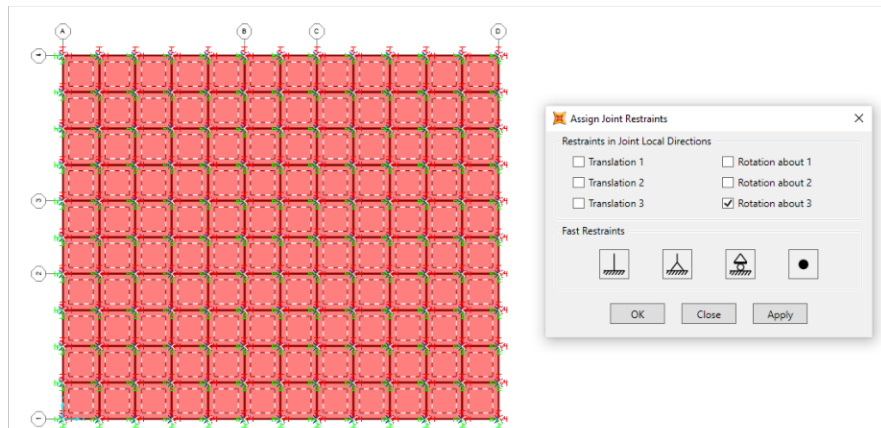 A B C D
4
3
2
1
Assign Joint Restraints
Restraints in Joint Local Directions
Translation 1 Rotation about 1
Translation 2 Rotation about 2
Translation 3 Rotation about 3
Fast Restraints
OK Close Apply